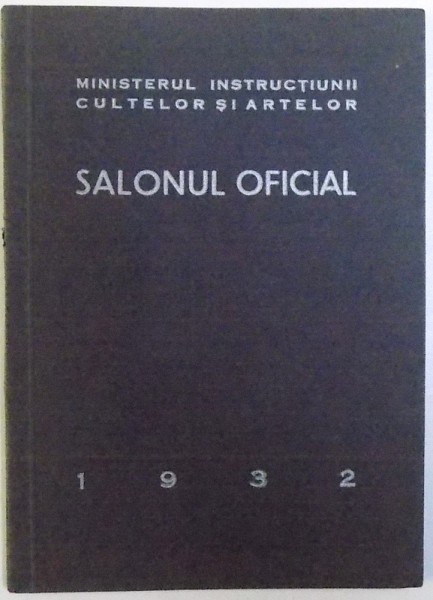 MINISTERUL INSTRUCȚIUNII
CULTELOR ȘI ARTELOR
SALONUL OFICIAL
1 9 3 2